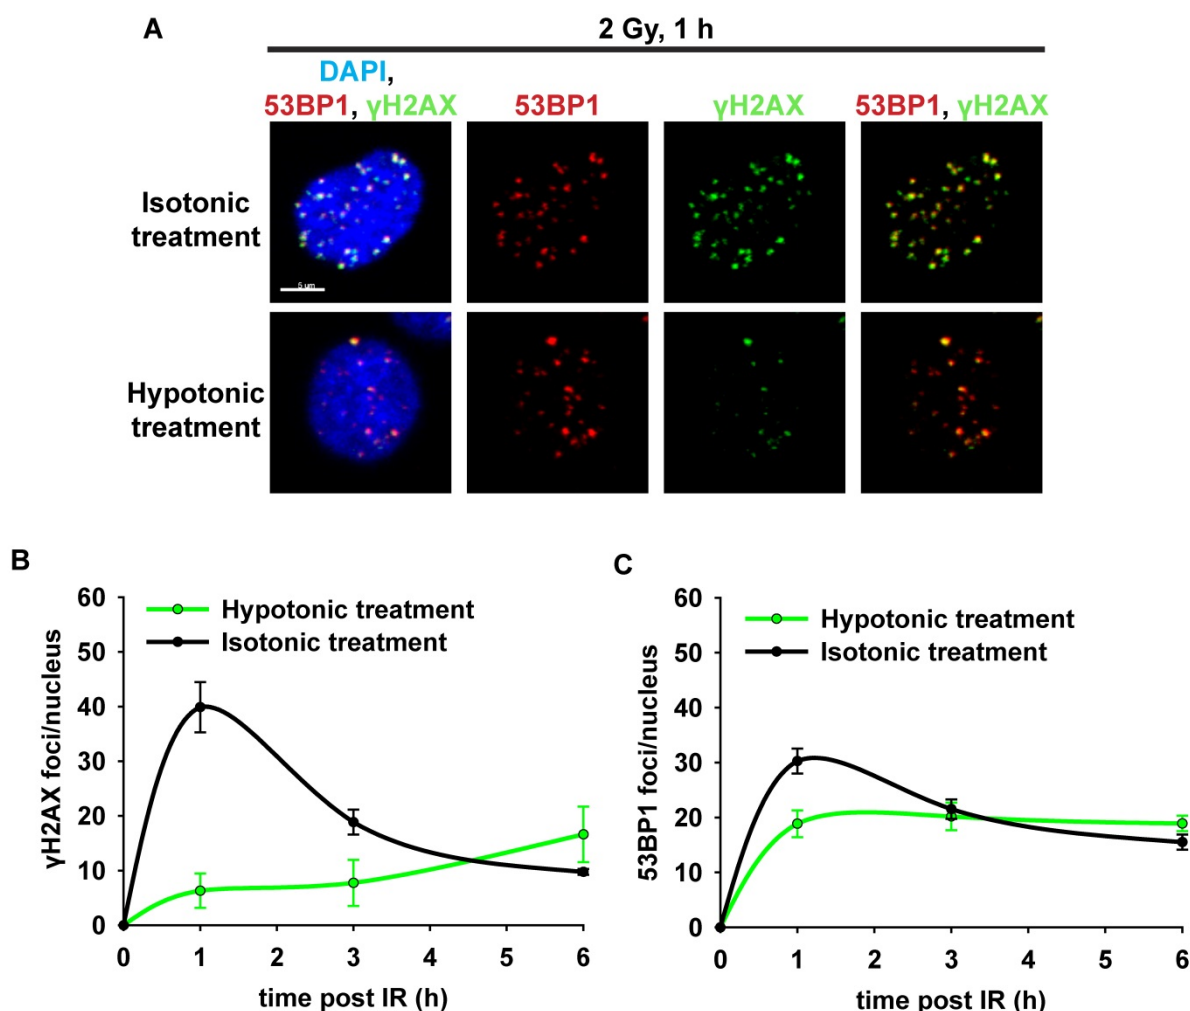 A
2 Gy, 1 h
DAPI,
53BP1, γH2AX
53BP1
γH2AX
53BP1, γH2AX
Isotonic
treatment
5 um
Hypotonic
treatment
B
Hypotonic treatment
Isotonic treatment
γH2AX foci/nucleus
60
50
40
30
20
10
0
0 1 2 3 4 5 6
time post IR (h)
C
Hypotonic treatment
Isotonic treatment
53BP1 foci/nucleus
60
50
40
30
20
10
0
0 1 2 3 4 5 6
time post IR (h)